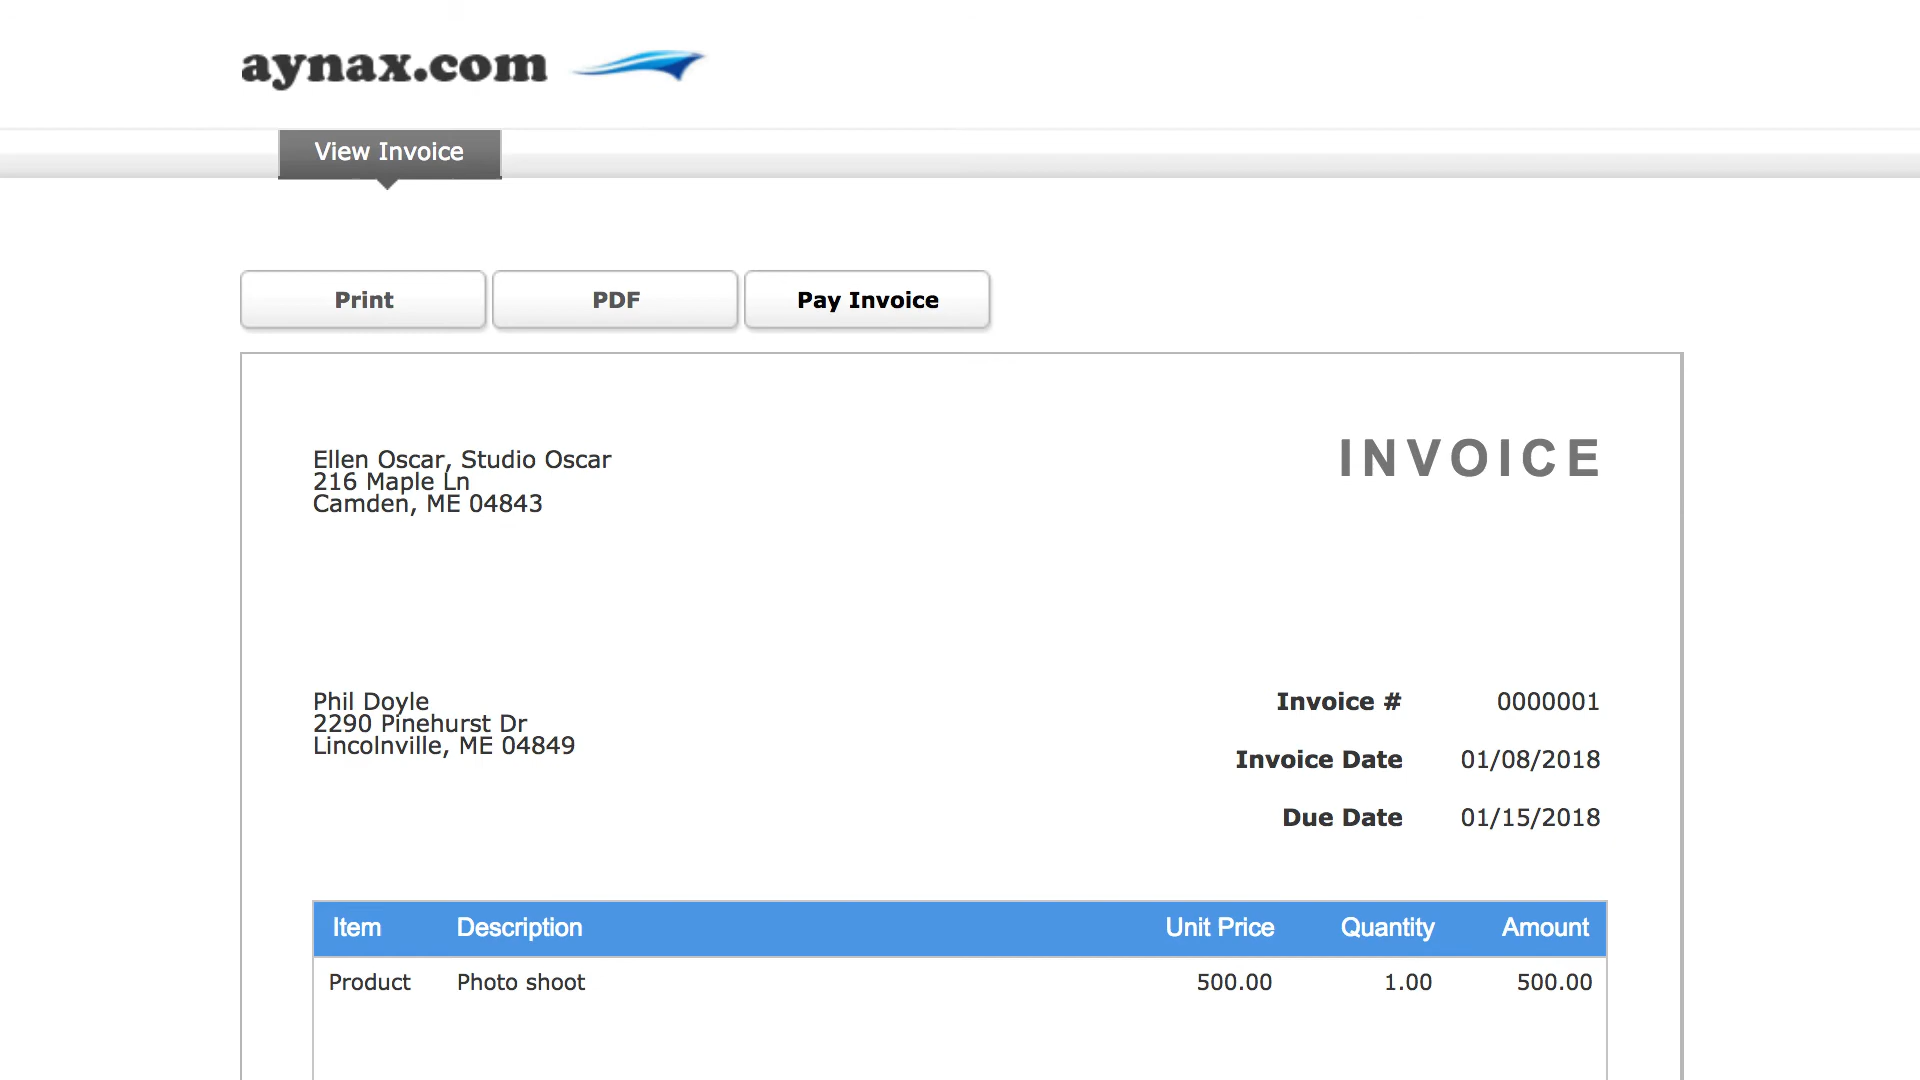 aynax.com
View Invoice
Print PDF Pay Invoice
INVOICE
Ellen Oscar, Studio Oscar
216 Maple Ln
Camden, ME 04843
Phil Doyle
2290 Pinehurst Dr
Lincolnville, ME 04849
Invoice # 0000001
Invoice Date 01/08/2018
Due Date 01/15/2018
Item Description Unit Price Quantity Amount
Product Photo shoot 500.00 1.00 500.00